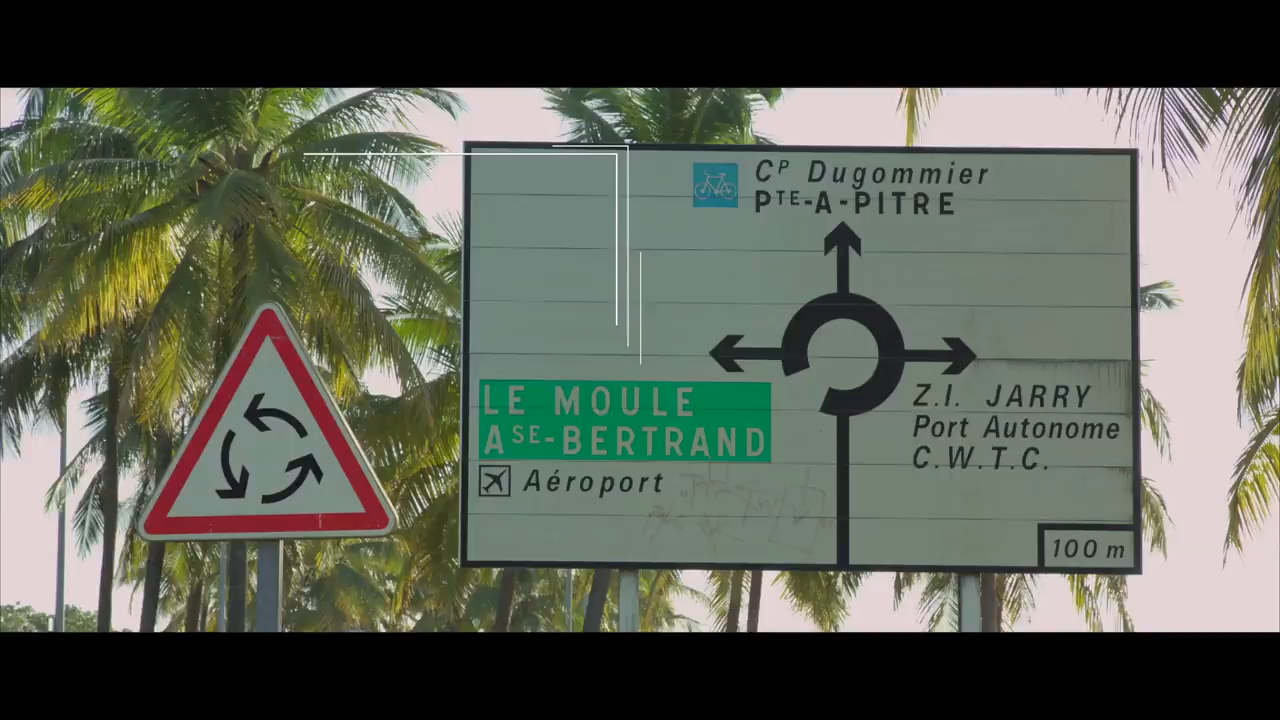 Cᴾ Dugommier
Pᵀᴱ-A-PITRE
LE MOULE
Aˢᴱ-BERTRAND
Aéroport
Z.I. JARRY
Port Autonome
C.W.T.C.
100 m